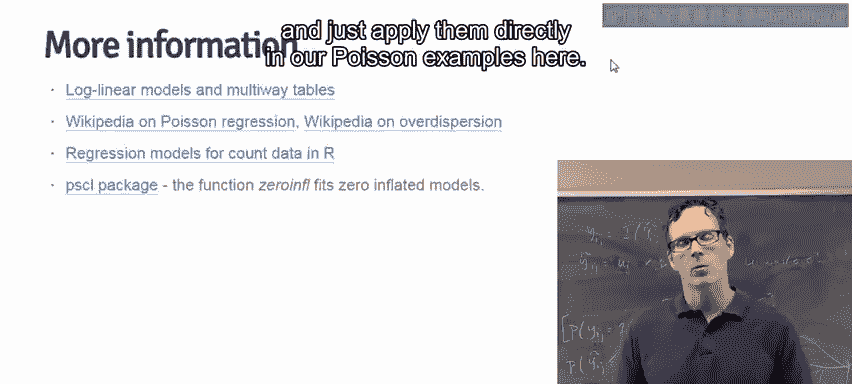 and just apply them directly
in our Poisson examples here.
More information
· Log-linear models and multiway tables
· Wikipedia on Poisson regression, Wikipedia on overdispersion
· Regression models for count data in R
· pscl package - the function zeroinfl fits zero inflated models.